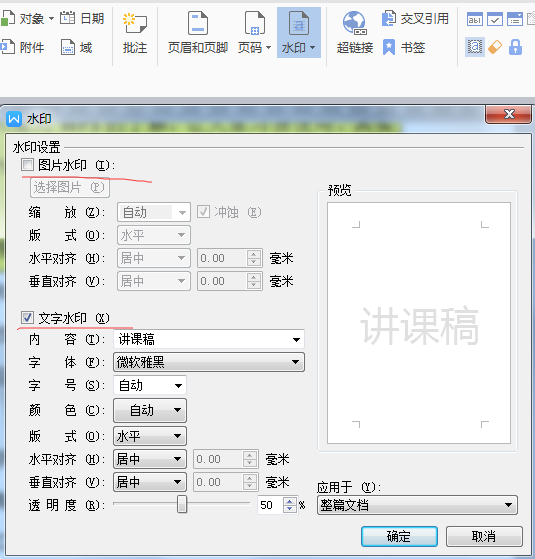 对象 日期
交叉引用
附件 域 批注 页眉和页脚 页码 水印 超链接 书签
水印
水印设置
图片水印 (I):
选择图片 (P)
缩放(Z): 自动 冲蚀 (E)
版式(O): 水平
水平对齐(H): 居中 0.00 毫米
垂直对齐(V): 居中 0.00 毫米
文字水印 (X)
内容(T): 讲课稿
字体(F): 微软雅黑
字号(S): 自动
颜色(C): 自动
版式(O): 水平
水平对齐(H): 居中 0.00 毫米
垂直对齐(V): 居中 0.00 毫米
透明度(R): 50 %
预览
讲课稿
应用于 (Y):
整篇文档
确定 取消